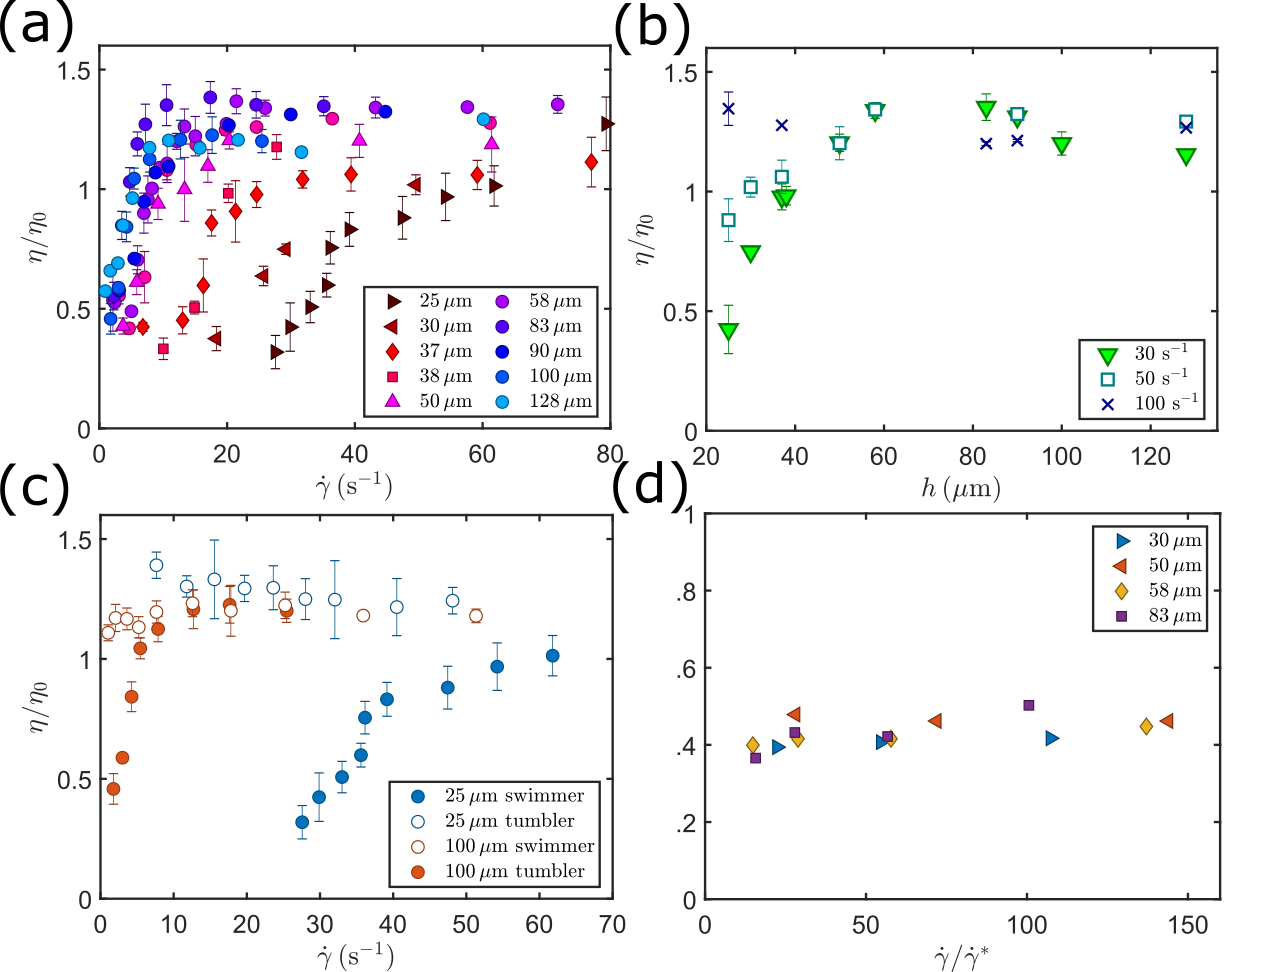 (a)
η/η₀
1.5
1
0.5
0
0 20 40 60 80
γ̇ (s⁻¹)
25 μm 58 μm
30 μm 83 μm
37 μm 90 μm
38 μm 100 μm
50 μm 128 μm
(b)
η/η₀
1.5
1
0.5
0
20 40 60 80 100 120
h (μm)
30 s⁻¹
50 s⁻¹
100 s⁻¹
(c)
η/η₀
1.5
1
0.5
0
0 10 20 30 40 50 60 70
γ̇ (s⁻¹)
25 μm swimmer
25 μm tumbler
100 μm swimmer
100 μm tumbler
(d)
1
.8
.6
.4
.2
0
0 50 100 150
γ̇/γ̇*
30 μm
50 μm
58 μm
83 μm